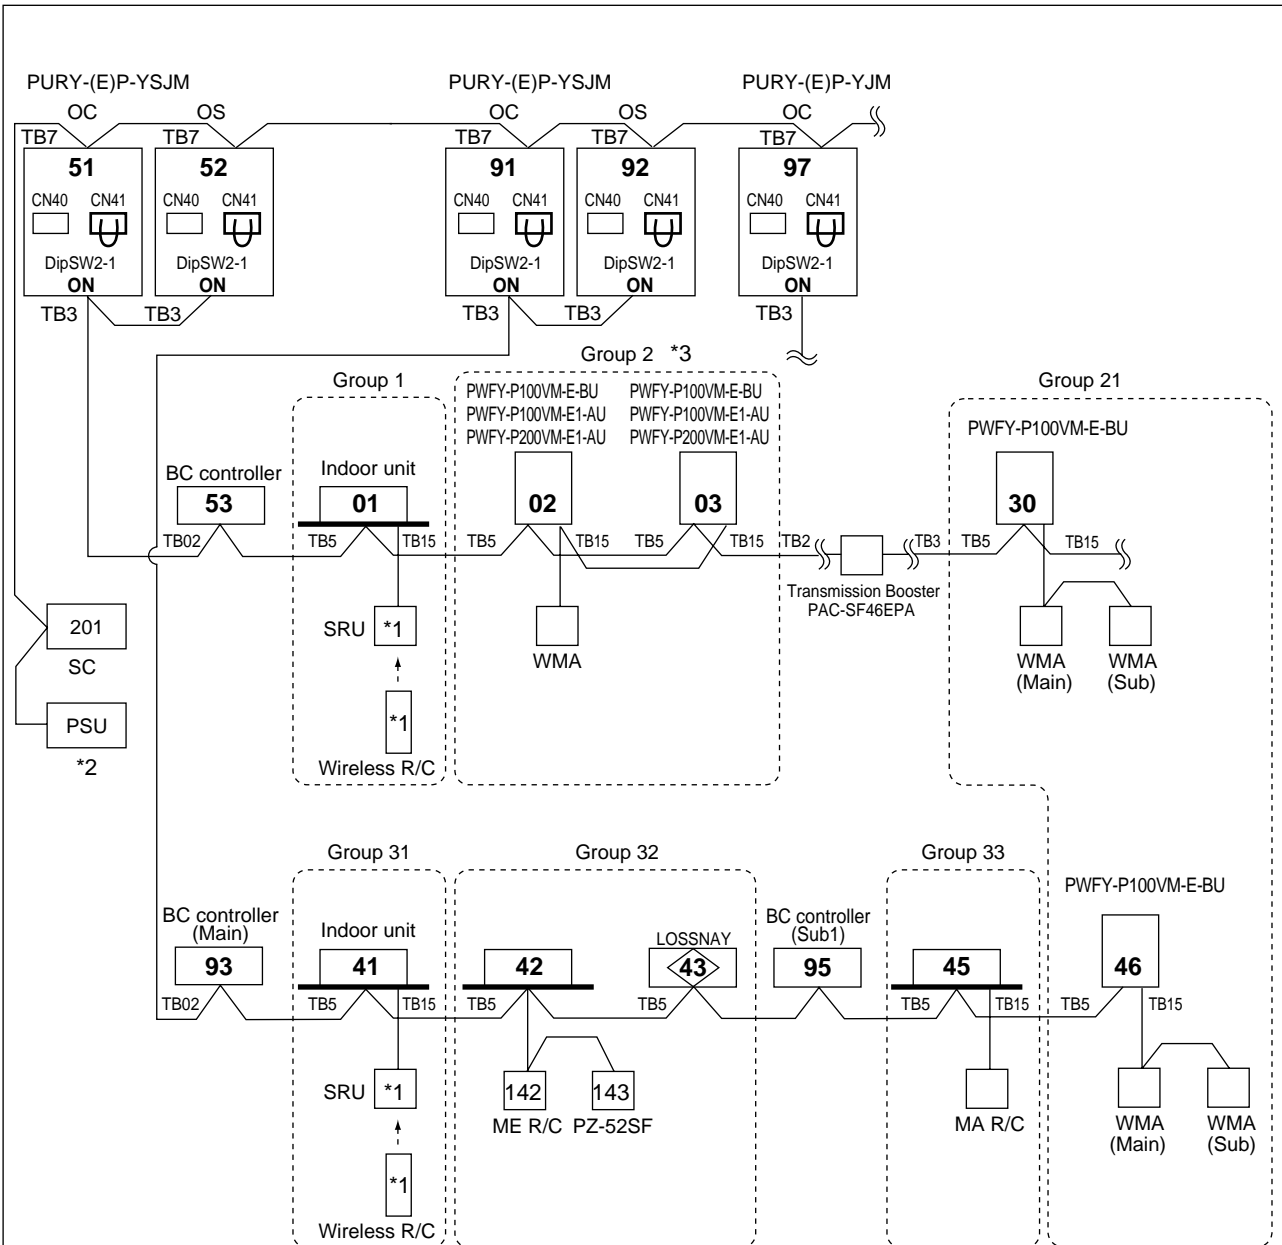 PURY-(E)P-YSJM PURY-(E)P-YSJM PURY-(E)P-YJM
OC OS OC OS OC
TB7 TB7 TB7 TB7 TB7
51 52 91 92 97
CN40 CN41 CN40 CN41 CN40 CN41 CN40 CN41 CN40 CN41
DipSW2-1 DipSW2-1 DipSW2-1 DipSW2-1 DipSW2-1
ON ON ON ON ON
TB3 TB3 TB3 TB3 TB3
Group 2 *3
Group 1 Group 21
PWFY-P100VM-E-BU PWFY-P100VM-E-BU
PWFY-P100VM-E1-AU PWFY-P100VM-E1-AU
PWFY-P200VM-E1-AU PWFY-P200VM-E1-AU
PWFY-P100VM-E-BU
BC controller Indoor unit
53 01 02 03 30
TB02 TB5 TB15 TB5 TB15 TB5 TB15 TB2 TB3 TB5 TB15
Transmission Booster
PAC-SF46EPA
201 SRU *1
SC WMA WMA WMA
(Main) (Sub)
PSU *1
*2 Wireless R/C
Group 31 Group 32 Group 33
PWFY-P100VM-E-BU
BC controller
(Main)
Indoor unit LOSSNAY BC controller
(Sub1)
93 41 42 43 95 45 46
TB02 TB5 TB15 TB5 TB5 TB5 TB15 TB5 TB15
SRU *1 142 143
ME R/C PZ-52SF MA R/C WMA WMA
(Main) (Sub)
*1
Wireless R/C